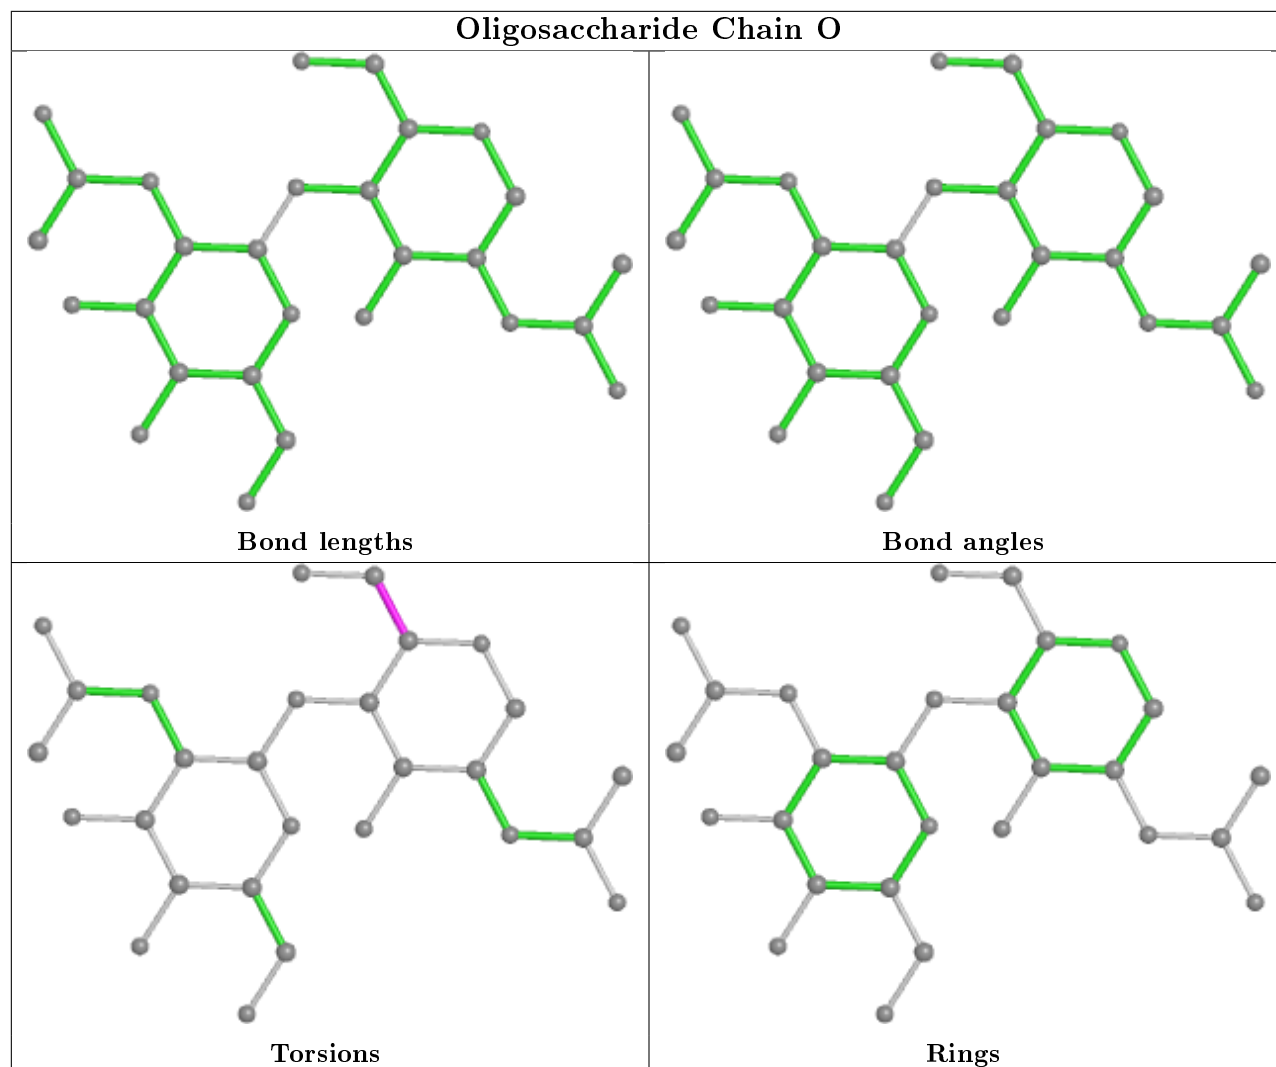 Oligosaccharide Chain O
Bond lengths
Bond angles
Torsions
Rings